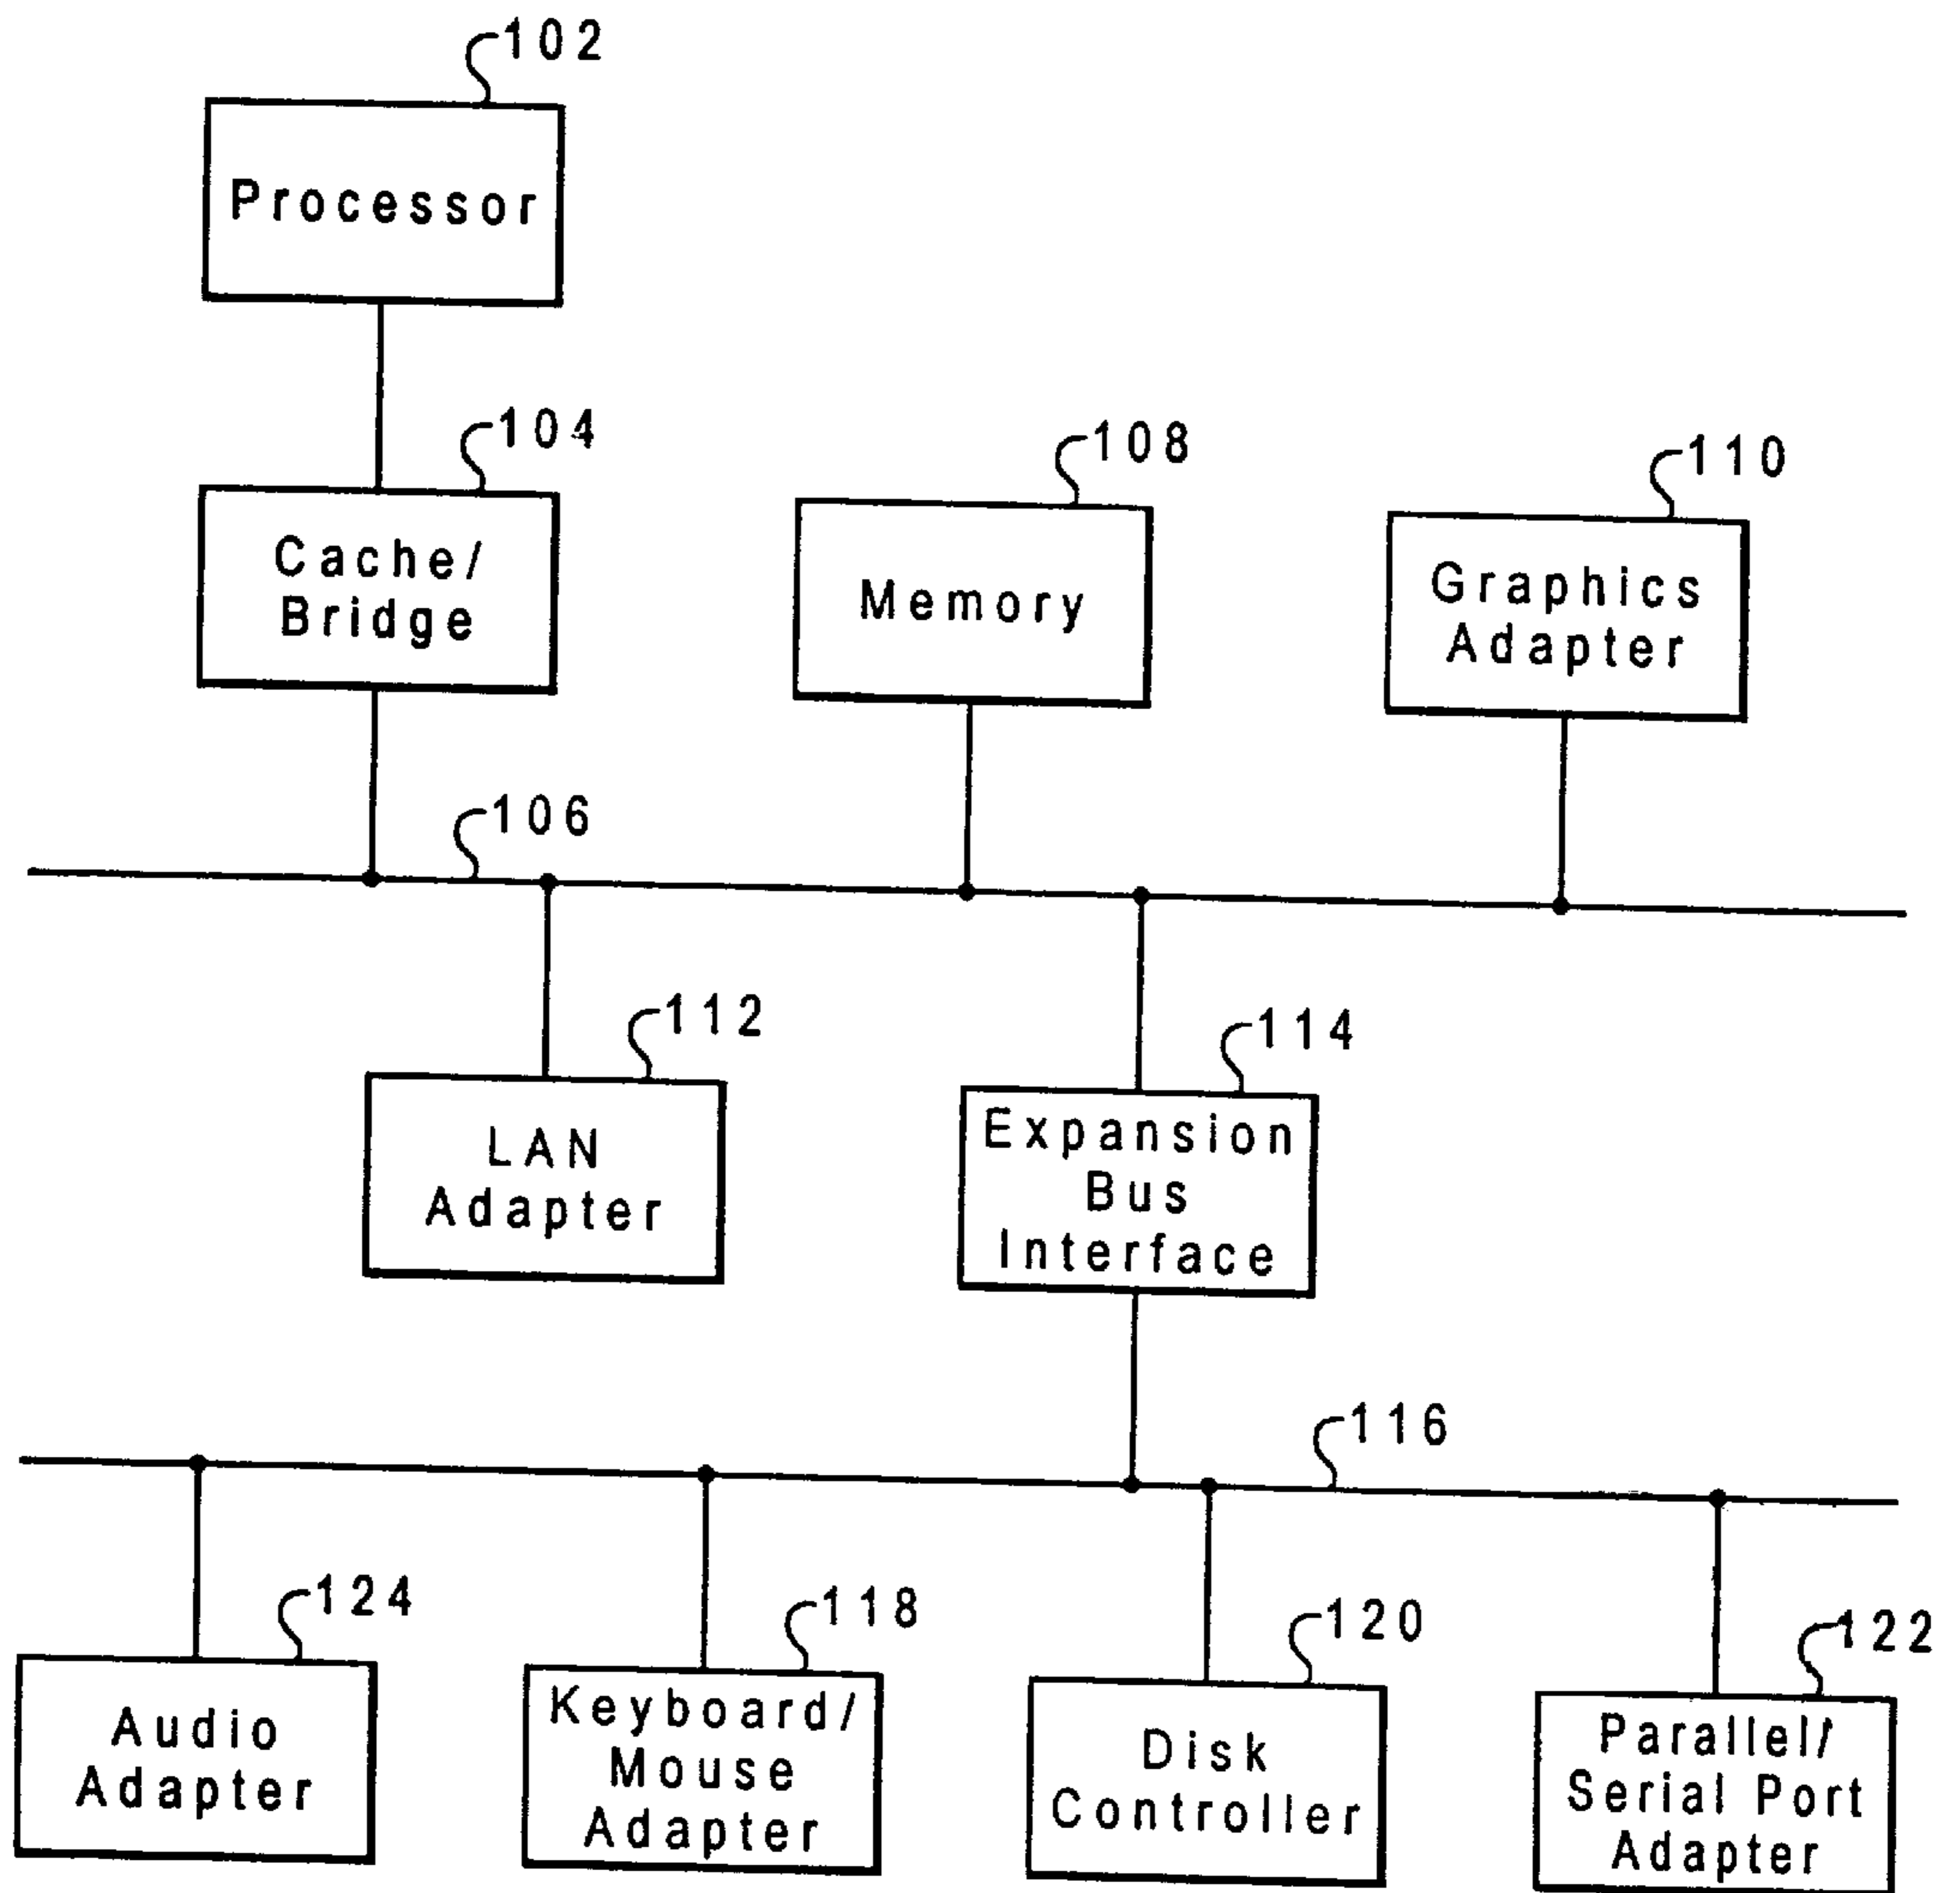 102
Processor
104
Cache/
Bridge
108
Memory
110
Graphics
Adapter
106
112
LAN
Adapter
114
Expansion
Bus
Interface
116
124
Audio
Adapter
118
Keyboard/
Mouse
Adapter
120
Disk
Controller
122
Parallel/
Serial Port
Adapter